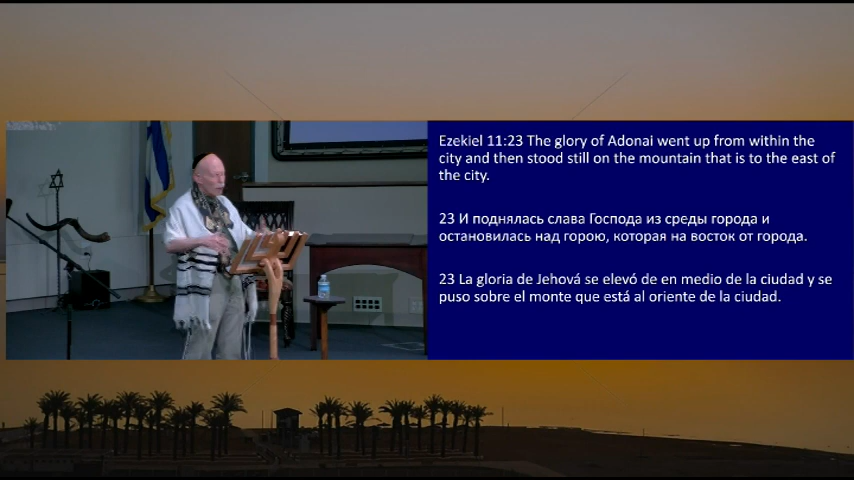 Ezekiel 11:23 The glory of Adonai went up from within the
city and then stood still on the mountain that is to the east of
the city.
23 И поднялась слава Господа из среды города и
остановилась над горою, которая на восток от города.
23 La gloria de Jehová se elevó de en medio de la ciudad y se
puso sobre el monte que está al oriente de la ciudad.